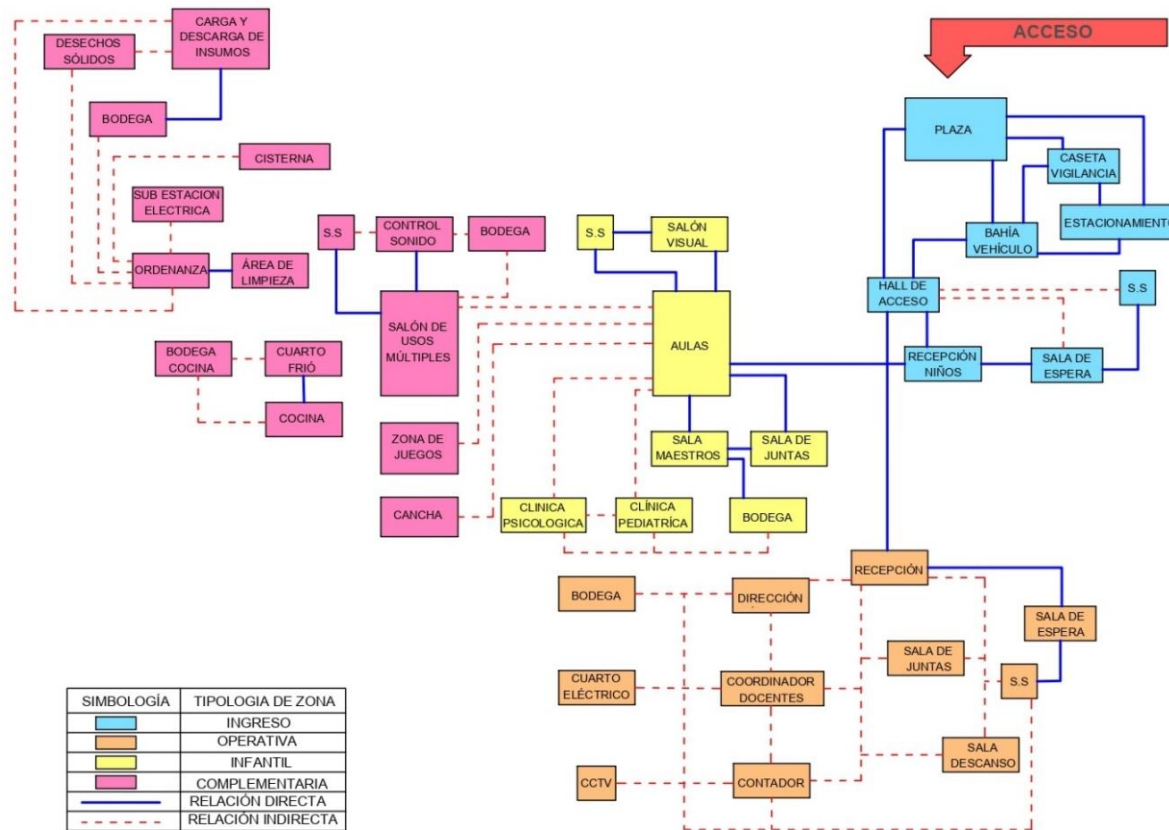 ACCESO
CARGA Y
DESCARGA DE
INSUMOS
DESECHOS
SÓLIDOS
BODEGA
CISTERNA
SUB ESTACION
ELECTRICA
ORDENANZA
ÁREA DE
LIMPIEZA
BODEGA
COCINA
CUARTO
FRIÓ
COCINA
S.S
CONTROL
SONIDO
BODEGA
SALÓN DE
USOS
MÚLTIPLES
ZONA DE
JUEGOS
CANCHA
S.S
SALÓN
VISUAL
AULAS
SALA
MAESTROS
SALA DE
JUNTAS
CLINICA
PSICOLOGICA
CLÍNICA
PEDIATRÍCA
BODEGA
PLAZA
CASETA
VIGILANCIA
ESTACIONAMIENTO
BAHÍA
VEHÍCULO
HALL DE
ACCESO
S.S
RECEPCIÓN
NIÑOS
SALA DE
ESPERA
RECEPCIÓN
BODEGA
DIRECCIÓN
SALA DE
ESPERA
SALA DE
JUNTAS
CUARTO
ELÉCTRICO
COORDINADOR
DOCENTES
S.S
SALA
DESCANSO
CCTV
CONTADOR
SIMBOLOGÍA TIPOLOGIA DE ZONA
INGRESO
OPERATIVA
INFANTIL
COMPLEMENTARIA
RELACIÓN DIRECTA
RELACIÓN INDIRECTA